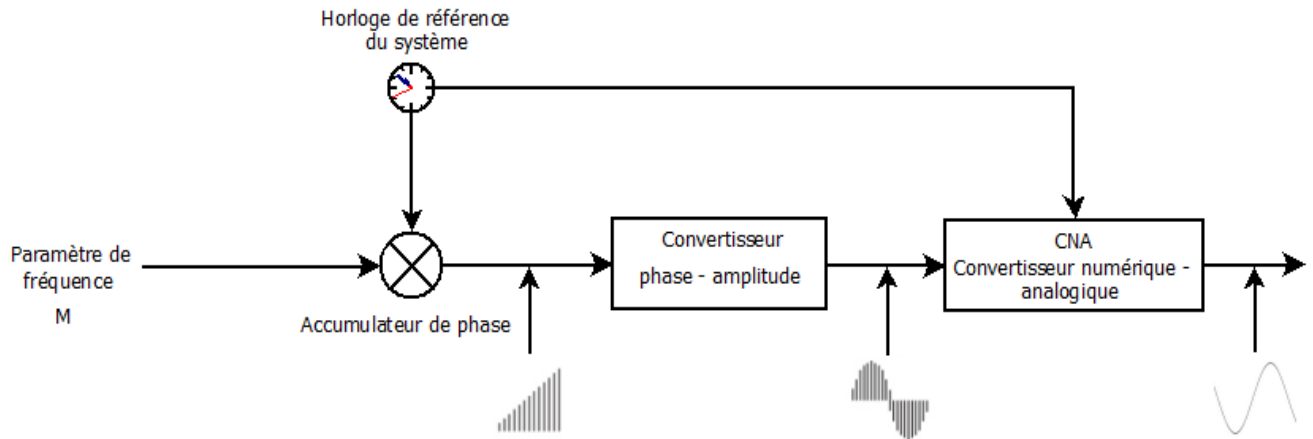 Horloge de référence
du système
Paramètre de
fréquence
M
Accumulateur de phase
Convertisseur
phase - amplitude
CNA
Convertisseur numérique -
analogique